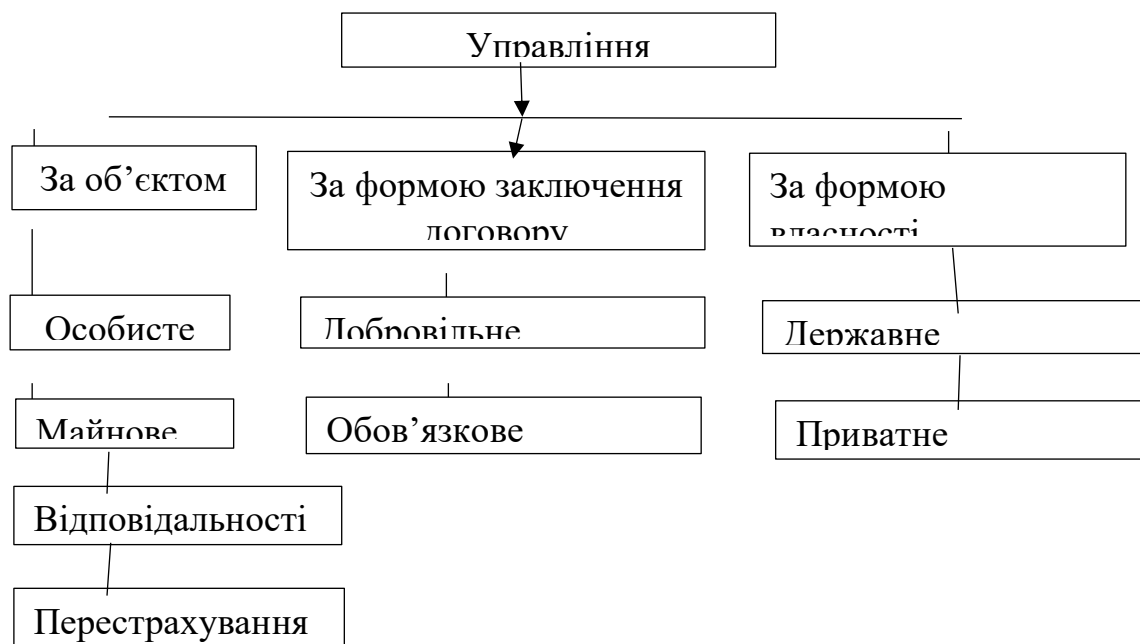 Управління
За об’єктом
За формою заключення
договору
За формою
власності
Особисте
Добровільне
Державне
Майнове
Обов’язкове
Приватне
Відповідальності
Перестрахування